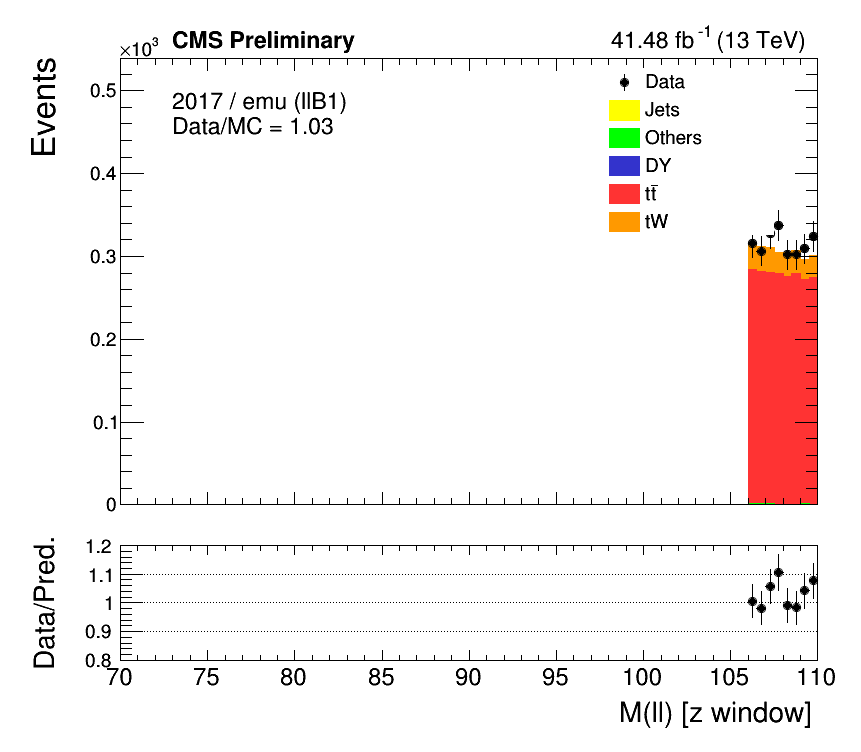 ×10³ CMS Preliminary 41.48 fb⁻¹ (13 TeV)
Events
2017 / emu (llB1)
Data/MC = 1.03
Data
Jets
Others
DY
tt̄
tW
0.5
0.4
0.3
0.2
0.1
0
Data/Pred.
1.2
1.1
1
0.9
0.8
70 75 80 85 90 95 100 105 110
M(ll) [z window]